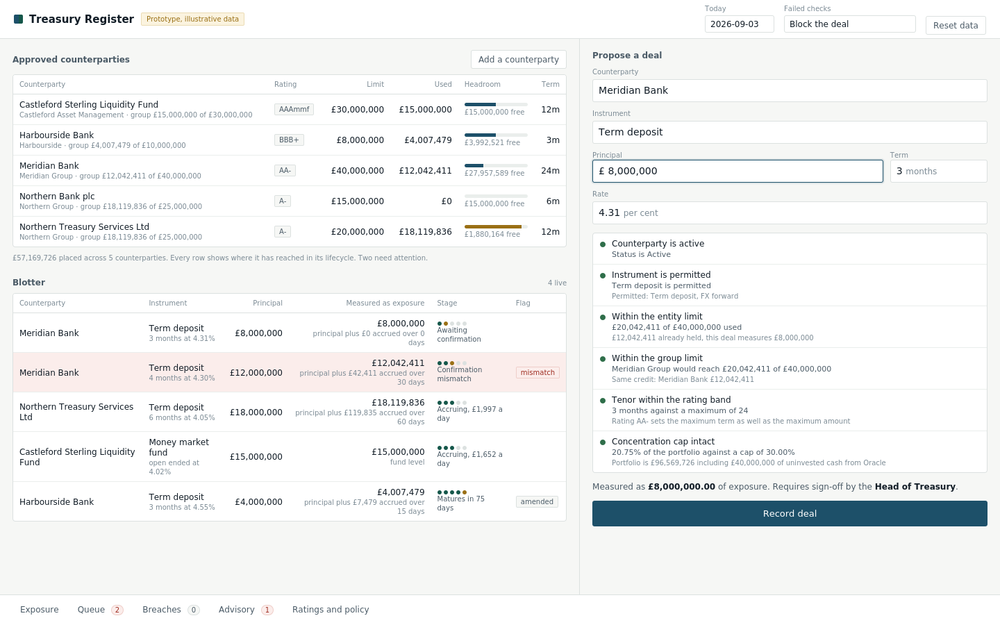 Treasury Register
Prototype, illustrative data
Today
2026-09-03
Failed checks
Block the deal
Reset data
Approved counterparties
Add a counterparty
Counterparty Rating Limit Used Headroom Term
Castleford Sterling Liquidity Fund
Castleford Asset Management · group £15,000,000 of £30,000,000
AAAmmf £30,000,000 £15,000,000 £15,000,000 free 12m
Harbourside Bank
Harbourside · group £4,007,479 of £10,000,000
BBB+ £8,000,000 £4,007,479 £3,992,521 free 3m
Meridian Bank
Meridian Group · group £12,042,411 of £40,000,000
AA- £40,000,000 £12,042,411 £27,957,589 free 24m
Northern Bank plc
Northern Group · group £18,119,836 of £25,000,000
A- £15,000,000 £0 £15,000,000 free 6m
Northern Treasury Services Ltd
Northern Group · group £18,119,836 of £25,000,000
A- £20,000,000 £18,119,836 £1,880,164 free 12m
£57,169,726 placed across 5 counterparties. Every row shows where it has reached in its lifecycle. Two need attention.
Blotter
4 live
Counterparty Instrument Principal Measured as exposure Stage Flag
Meridian Bank
Term deposit
3 months at 4.31%
£8,000,000
£8,000,000
principal plus £0 accrued over 0
days
Awaiting
confirmation
Meridian Bank
Term deposit
4 months at 4.30%
£12,000,000
£12,042,411
principal plus £42,411 accrued over
30 days
Confirmation
mismatch
mismatch
Northern Treasury Services
Ltd
Term deposit
6 months at 4.05%
£18,000,000
£18,119,836
principal plus £119,835 accrued over
60 days
Accruing, £1,997 a
day
Castleford Sterling Liquidity
Fund
Money market
fund
open ended at
4.02%
£15,000,000
£15,000,000
fund level
Accruing, £1,652 a
day
Harbourside Bank
Term deposit
3 months at 4.55%
£4,000,000
£4,007,479
principal plus £7,479 accrued over
15 days
Matures in 75
days
amended
Propose a deal
Counterparty
Meridian Bank
Instrument
Term deposit
Principal
£ 8,000,000
Term
3 months
Rate
4.31 per cent
Counterparty is active
Status is Active
Instrument is permitted
Term deposit is permitted
Permitted: Term deposit, FX forward
Within the entity limit
£20,042,411 of £40,000,000 used
£12,042,411 already held, this deal measures £8,000,000
Within the group limit
Meridian Group would reach £20,042,411 of £40,000,000
Same credit: Meridian Bank £12,042,411
Tenor within the rating band
3 months against a maximum of 24
Rating AA- sets the maximum term as well as the maximum amount
Concentration cap intact
20.75% of the portfolio against a cap of 30.00%
Portfolio is £96,569,726 including £40,000,000 of uninvested cash from Oracle
Measured as £8,000,000.00 of exposure. Requires sign-off by the Head of Treasury.
Record deal
Exposure Queue 2 Breaches 0 Advisory 1 Ratings and policy